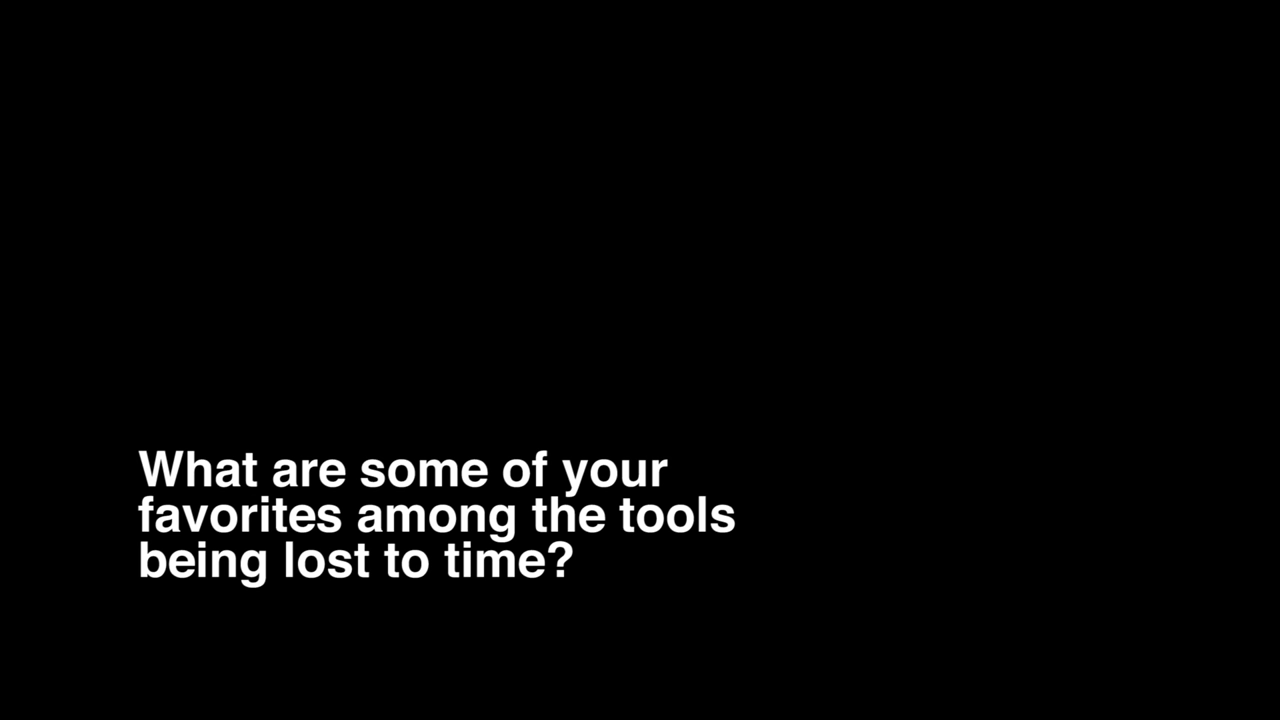 What are some of your
favorites among the tools
being lost to time?